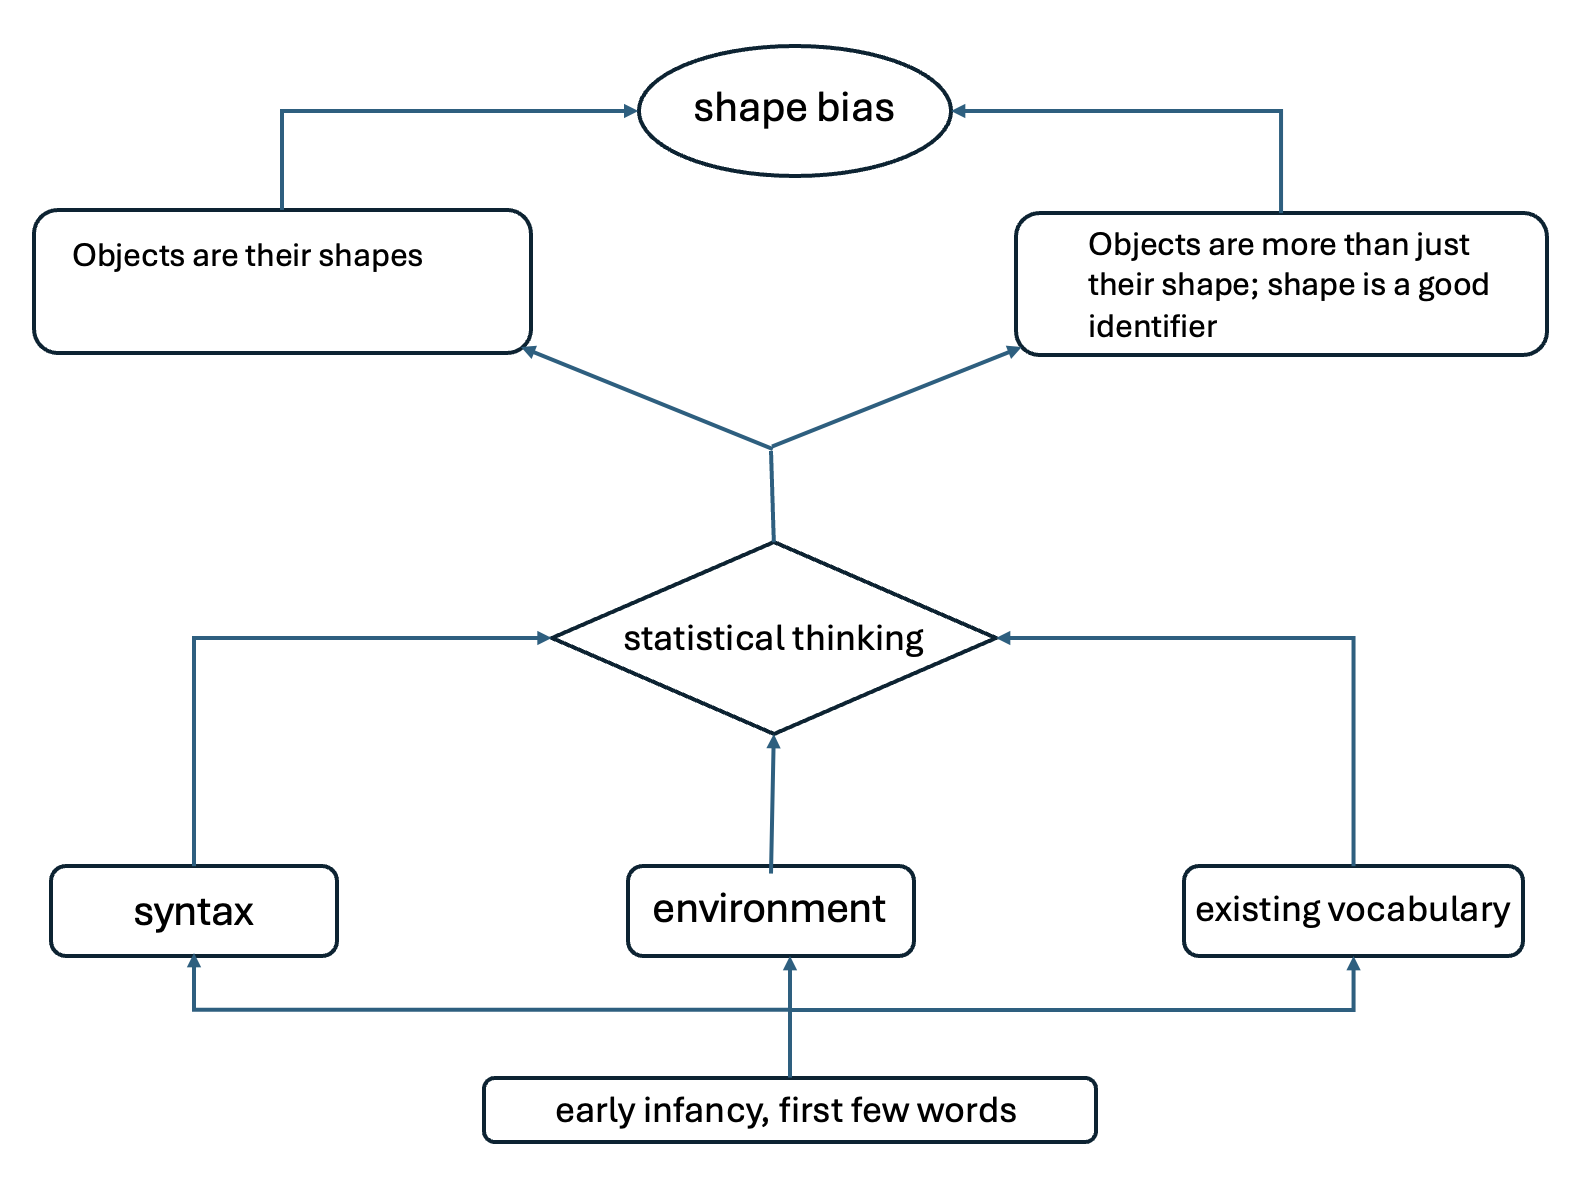 shape bias
Objects are their shapes
Objects are more than just
their shape; shape is a good
identifier
statistical thinking
syntax
environment
existing vocabulary
early infancy, first few words